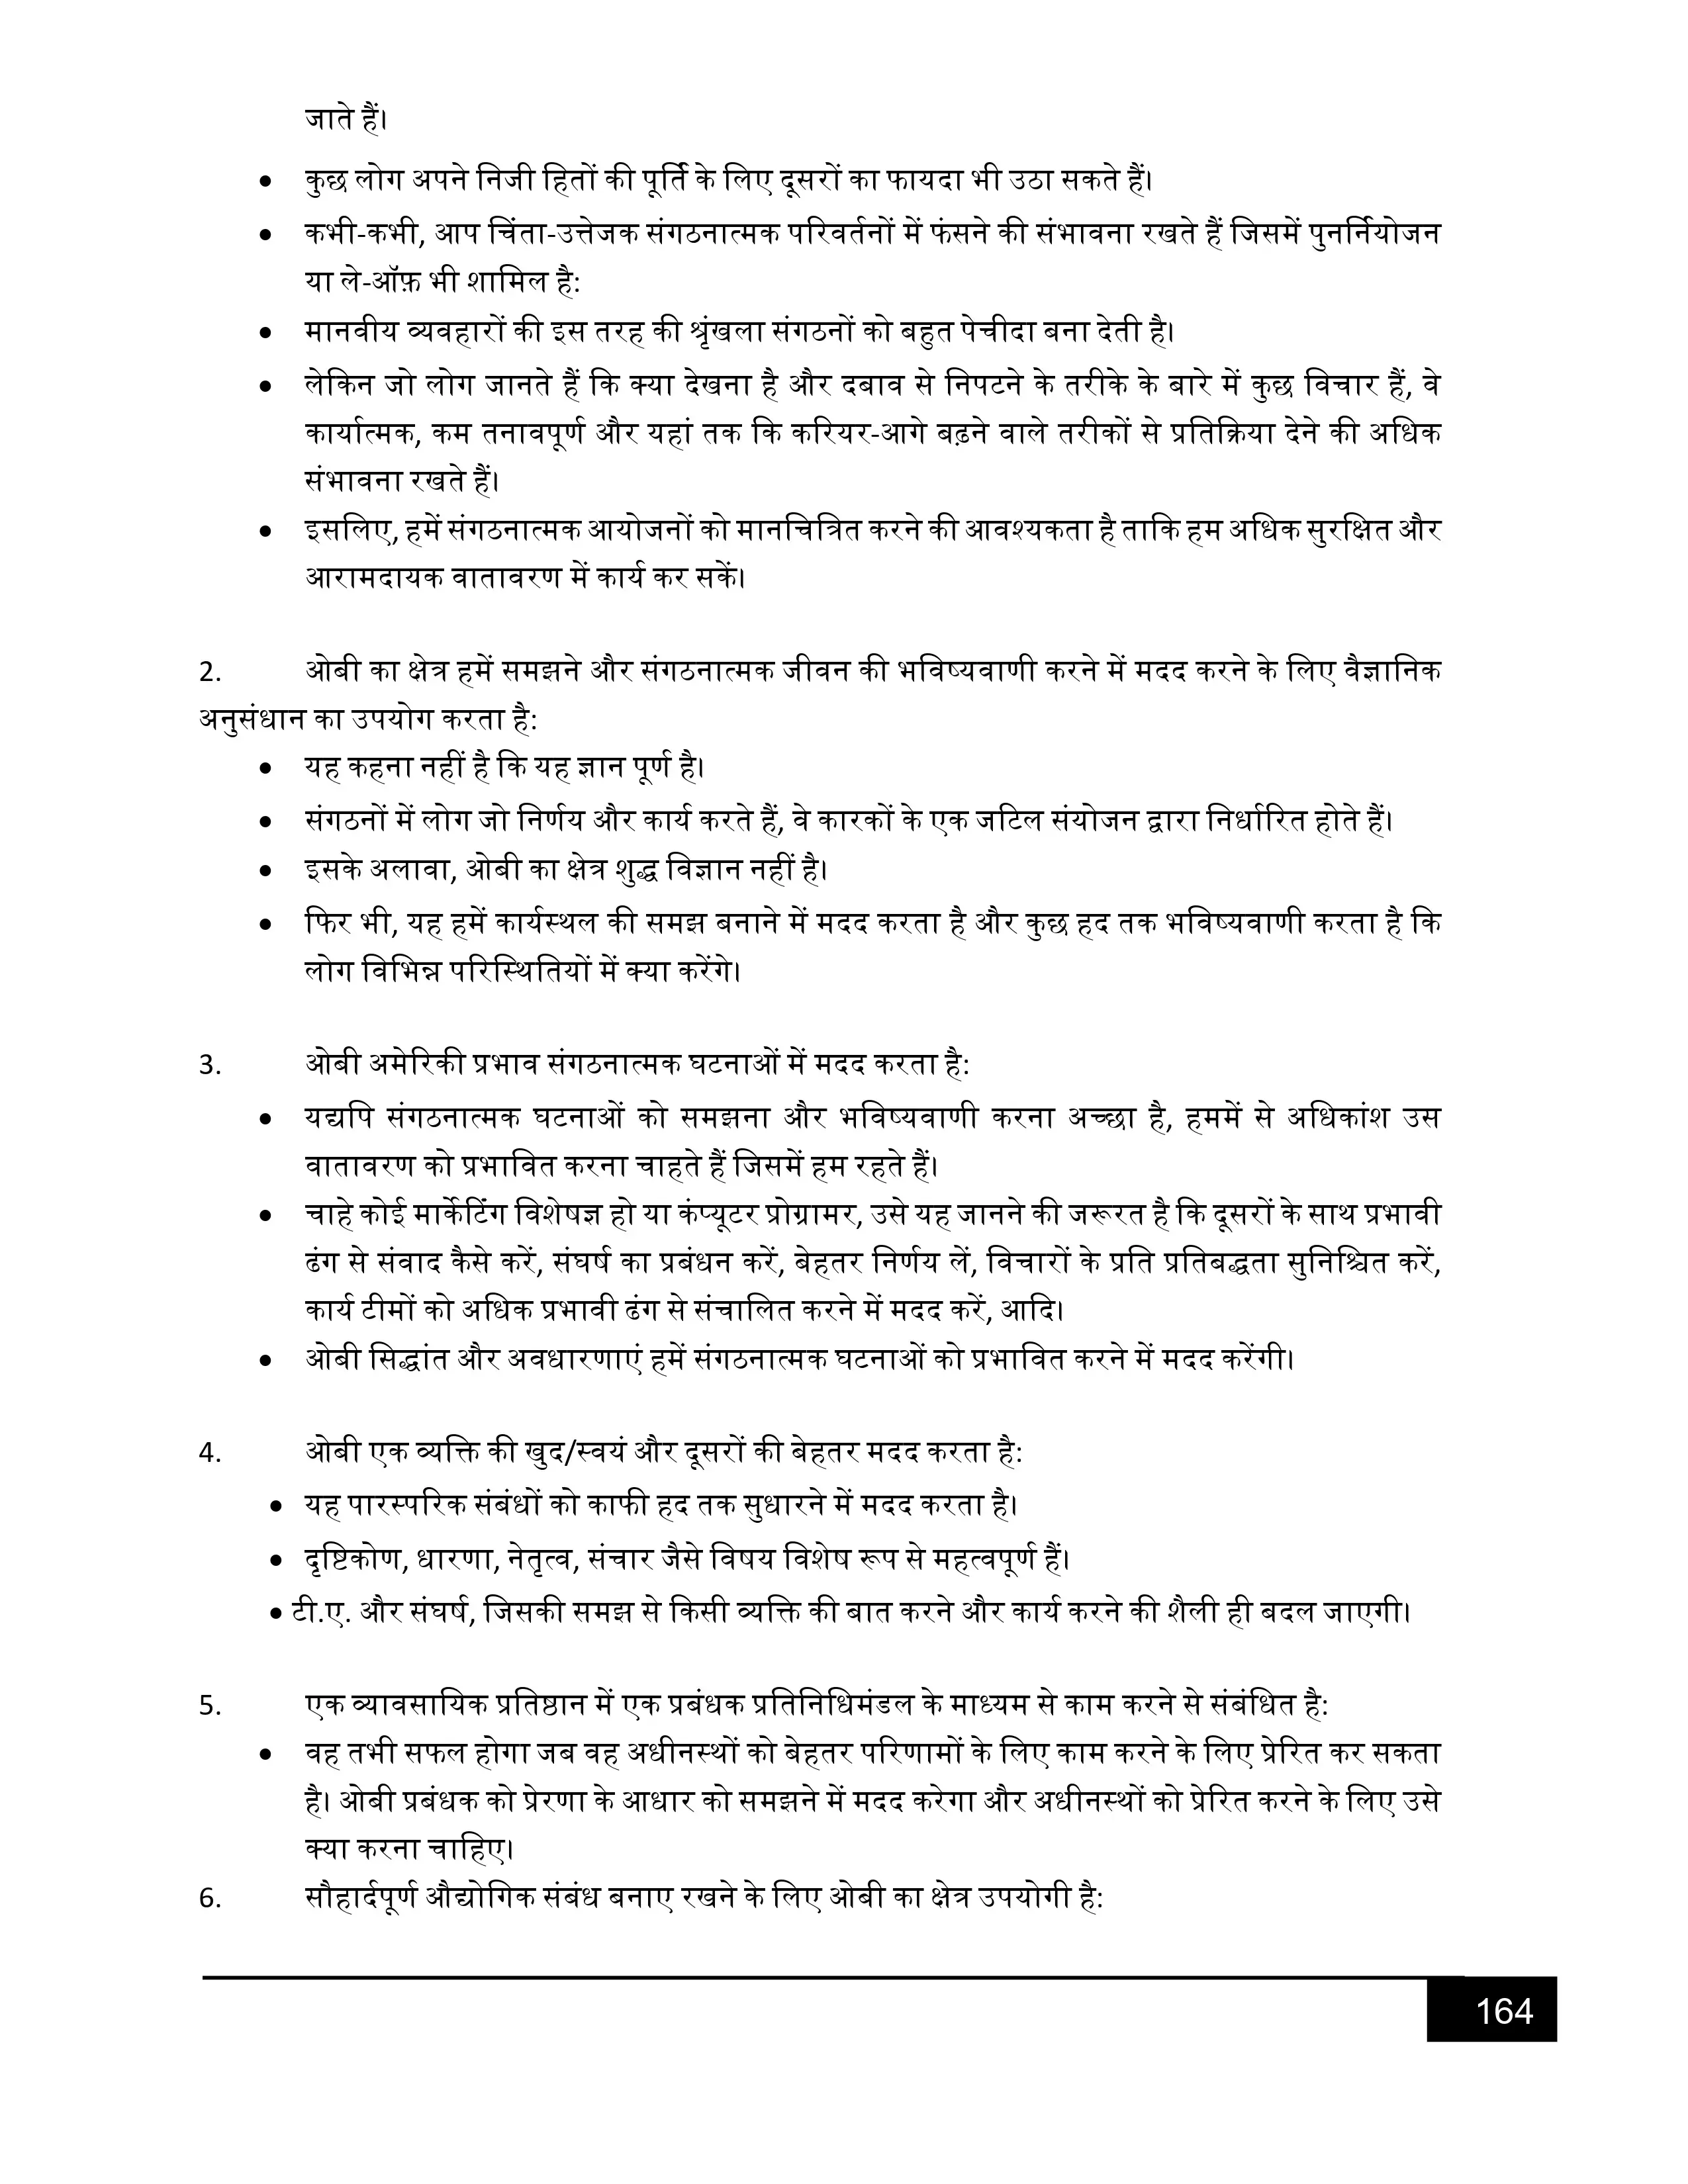 जाते हैं।
• कुछ लोग अपने निजी हितों की पूर्ति के लिए दूसरों का फायदा भी उठा सकते हैं।
• कभी-कभी, आप चिंता-उत्तेजक संगठनात्मक परिवर्तनों में फंसने की संभावना रखते हैं जिसमें पुनर्नियोजन
या ले-ऑफ़ भी शामिल है:
• मानवीय व्यवहारों की इस तरह की श्रृंखला संगठनों को बहुत पेचीदा बना देती है।
• लेकिन जो लोग जानते हैं कि क्या देखना है और दबाव से निपटने के तरीके के बारे में कुछ विचार हैं, वे
कार्यात्मक, कम तनावपूर्ण और यहां तक कि करियर-आगे बढ़ने वाले तरीकों से प्रतिक्रिया देने की अधिक
संभावना रखते हैं।
• इसलिए, हमें संगठनात्मक आयोजनों को मानचित्रित करने की आवश्यकता है ताकि हम अधिक सुरक्षित और
आरामदायक वातावरण में कार्य कर सकें।
2. ओबी का क्षेत्र हमें समझने और संगठनात्मक जीवन की भविष्यवाणी करने में मदद करने के लिए वैज्ञानिक
अनुसंधान का उपयोग करता है:
• यह कहना नहीं है कि यह ज्ञान पूर्ण है।
• संगठनों में लोग जो निर्णय और कार्य करते हैं, वे कारकों के एक जटिल संयोजन द्वारा निर्धारित होते हैं।
• इसके अलावा, ओबी का क्षेत्र शुद्ध विज्ञान नहीं है।
• फिर भी, यह हमें कार्यस्थल की समझ बनाने में मदद करता है और कुछ हद तक भविष्यवाणी करता है कि
लोग विभिन्न परिस्थितियों में क्या करेंगे।
3. ओबी अमेरिकी प्रभाव संगठनात्मक घटनाओं में मदद करता है:
• यद्यपि संगठनात्मक घटनाओं को समझना और भविष्यवाणी करना अच्छा है, हममें से अधिकांश उस
वातावरण को प्रभावित करना चाहते हैं जिसमें हम रहते हैं।
• चाहे कोई मार्केटिंग विशेषज्ञ हो या कंप्यूटर प्रोग्रामर, उसे यह जानने की जरूरत है कि दूसरों के साथ प्रभावी
ढंग से संवाद कैसे करें, संघर्ष का प्रबंधन करें, बेहतर निर्णय लें, विचारों के प्रति प्रतिबद्धता सुनिश्चित करें,
कार्य टीमों को अधिक प्रभावी ढंग से संचालित करने में मदद करें, आदि।
• ओबी सिद्धांत और अवधारणाएं हमें संगठनात्मक घटनाओं को प्रभावित करने में मदद करेंगी।
4. ओबी एक व्यक्ति की खुद/स्वयं और दूसरों की बेहतर मदद करता है:
• यह पारस्परिक संबंधों को काफी हद तक सुधारने में मदद करता है।
• दृष्टिकोण, धारणा, नेतृत्व, संचार जैसे विषय विशेष रूप से महत्वपूर्ण हैं।
• टी.ए. और संघर्ष, जिसकी समझ से किसी व्यक्ति की बात करने और कार्य करने की शैली ही बदल जाएगी।
5. एक व्यावसायिक प्रतिष्ठान में एक प्रबंधक प्रतिनिधिमंडल के माध्यम से काम करने से संबंधित है:
• वह तभी सफल होगा जब वह अधीनस्थों को बेहतर परिणामों के लिए काम करने के लिए प्रेरित कर सकता
है। ओबी प्रबंधक को प्रेरणा के आधार को समझने में मदद करेगा और अधीनस्थों को प्रेरित करने के लिए उसे
क्या करना चाहिए।
6. सौहार्दपूर्ण औद्योगिक संबंध बनाए रखने के लिए ओबी का क्षेत्र उपयोगी है:
164